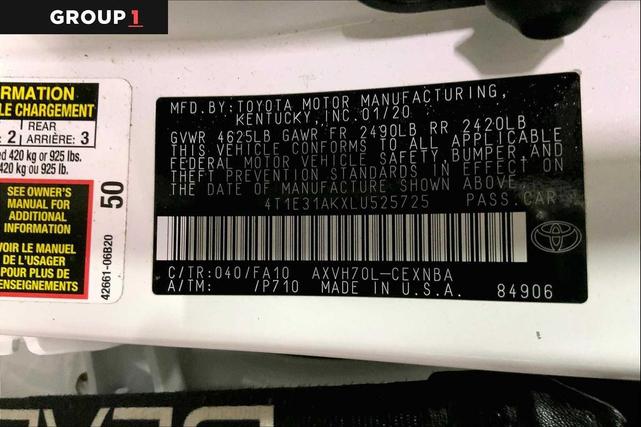 GROUP 1
RMATION
LE CHARGEMENT
REAR
: 2 ARRIÈRE: 3
ed 420 kg or 925 lbs.
420 kg ou 925 lb.
SEE OWNER'S
MANUAL FOR
ADDITIONAL
INFORMATION
VOIR LE MANUEL
DE L'USAGER
POUR PLUS DE
RENSEIGNEMENTS
50
42661-06B20
MFD.BY:TOYOTA MOTOR MANUFACTURING,
KENTUCKY,INC.01/20
GVWR 4625LB GAWR FR 2490LB RR 2420LB
THIS VEHICLE CONFORMS TO ALL APPLICABLE
FEDERAL MOTOR VEHICLE SAFETY,BUMPER AND
THEFT PREVENTION STANDARDS IN EFFECT ON
THE DATE OF MANUFACTURE SHOWN ABOVE.
4T1E31AKXLU525725 PASS.CAR
C/TR:040/FA10 AXVH70L-CEXNBA
A/TM: /P710 MADE IN U.S.A. 84906